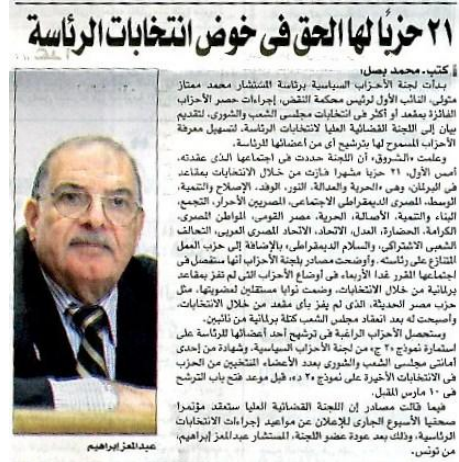 ٢١ حزبًا لها الحق فى خوض انتخابات الرئاسة
كتب ـ محمد بصل:
بدأت لجنة الأحزاب السياسية برئاسة المستشار محمد ممتاز
متولى، النائب الأول لرئيس محكمة النقض، إجراءات حصر الأحزاب
الفائزة بمقعد أو أكثر فى انتخابات مجلسى الشعب والشورى، لتقديم
بيان إلى اللجنة القضائية العليا لانتخابات الرئاسة، لتسهيل معرفة
الأحزاب المسموح لها بترشيح أى من أعضائها للرئاسة.
وعلمت «الشروق» أن اللجنة حددت فى اجتماعها الذى عقدته،
أمس الأول، ٢١ حزبا مشهرا فازت من خلال الانتخابات بمقاعد
فى البرلمان، وهى «الحرية والعدالة، النور، الوفد، الإصلاح والتنمية،
الوسط، المصرى الديمقراطى الاجتماعى، المصريين الأحرار، التجمع،
البناء والتنمية، الأصالة، الحرية، مصر القومى، المواطن المصرى،
الكرامة، الحضارة، العدل، الاتحاد، الاتحاد المصرى العربى، التحالف
الشعبى الاشتراكى، والسلام الديمقراطى» بالإضافة إلى حزب العمل
المتنازع على رئاسته. وأوضحت مصادر بلجنة الأحزاب أنها ستفصل فى
اجتماعها المقرر غدا الأربعاء فى أوضاع الأحزاب التى لم تفز بمقاعد
برلمانية من خلال الانتخابات، وضمت نوابا مستقلين لعضويتها، مثل
حزب مصر الحديثة، الذى لم يفز بأى مقعد من خلال الانتخابات،
وأصبحت له بعد انعقاد مجلس الشعب كتلة برلمانية من نائبين.
وستحصل الأحزاب الراغبة فى ترشيح أحد أعضائها للرئاسة على
استمارة نموذج «٢٠ ج» من لجنة الأحزاب السياسية، وشهادة من إحدى
أمانتى مجلسى الشعب والشورى بعدد الأعضاء المنتخبين من الحزب
فى الانتخابات الأخيرة على نموذج «٢٠ د»، قبل موعد فتح باب الترشح
فى ١٠ مارس المقبل.
فيما قالت مصادر إن اللجنة القضائية العليا ستعقد مؤتمرا
صحفيا الأسبوع الجارى للإعلان عن مواعيد إجراءات الانتخابات
الرئاسية، وذلك بعد عودة عضو اللجنة، المستشار عبدالمعز إبراهيم،
من تونس.
عبدالمعز إبراهيم